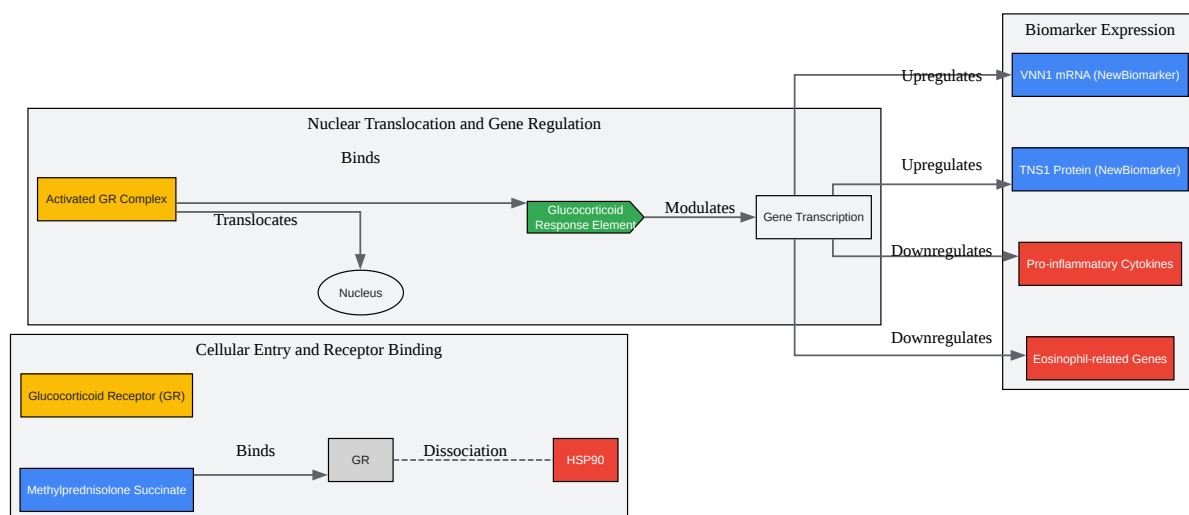 Biomarker Expression
VNN1 mRNA (NewBiomarker)
Upregulates
Nuclear Translocation and Gene Regulation
Binds
Upregulates
TNS1 Protein (NewBiomarker)
Activated GR Complex
Translocates
Glucocorticoid
Response Element
Modulates
Gene Transcription
Downregulates
Pro-inflammatory Cytokines
Nucleus
Downregulates
Eosinophil-related Genes
Cellular Entry and Receptor Binding
Glucocorticoid Receptor (GR)
Binds
GR
Dissociation
HSP90
Methylprednisolone Succinate